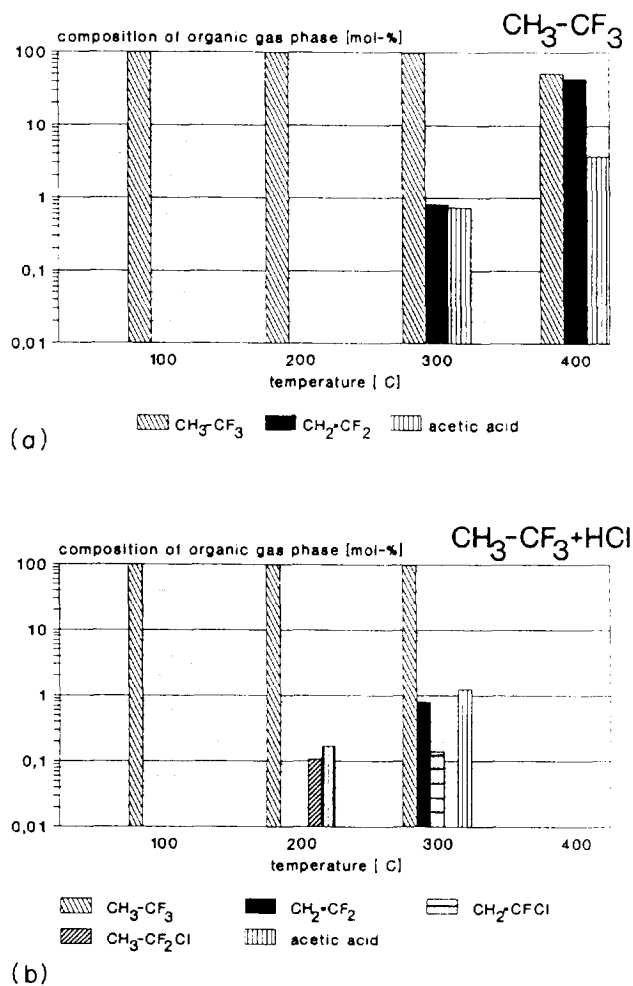 CH3-CF3
composition of organic gas phase [mol-%]
100
10
1
0,1
0,01
100 200 300 400
temperature [ C]
CH3-CF3 CH2=CF2 acetic acid
(a)
CH3-CF3+HCl
composition of organic gas phase [mol-%]
100
10
1
0,1
0,01
100 200 300 400
temperature [ C]
CH3-CF3 CH2=CF2 CH2=CFCl
CH3-CF2Cl acetic acid
(b)